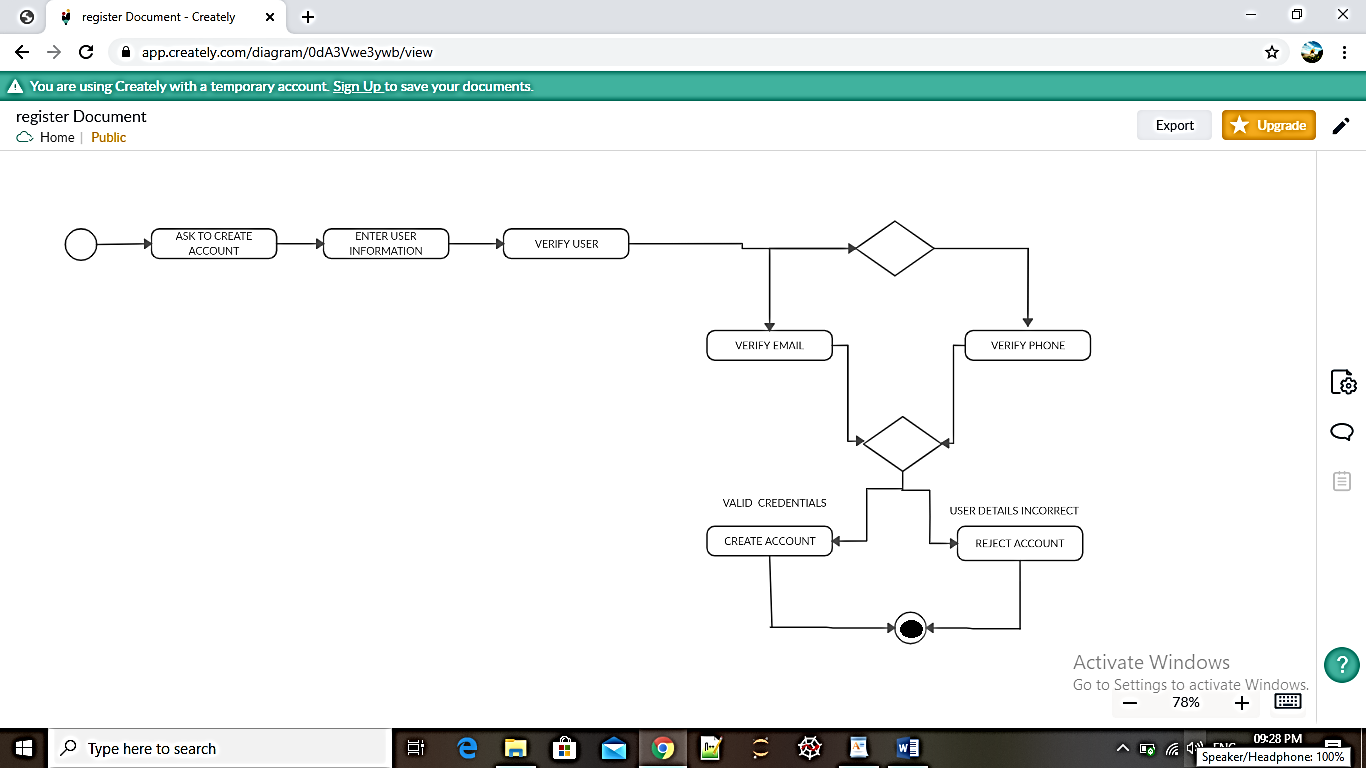 register Document - Creately
app.creately.com/diagram/0dA3Vwe3ywb/view
You are using Creately with a temporary account. Sign Up to save your documents.
register Document
Home | Public
Export
Upgrade
ASK TO CREATE
ACCOUNT
ENTER USER
INFORMATION
VERIFY USER
VERIFY EMAIL
VERIFY PHONE
VALID CREDENTIALS
USER DETAILS INCORRECT
CREATE ACCOUNT
REJECT ACCOUNT
Activate Windows
Go to Settings to activate Windows.
78%
?
Type here to search
09:28 PM
Speaker/Headphone: 100%